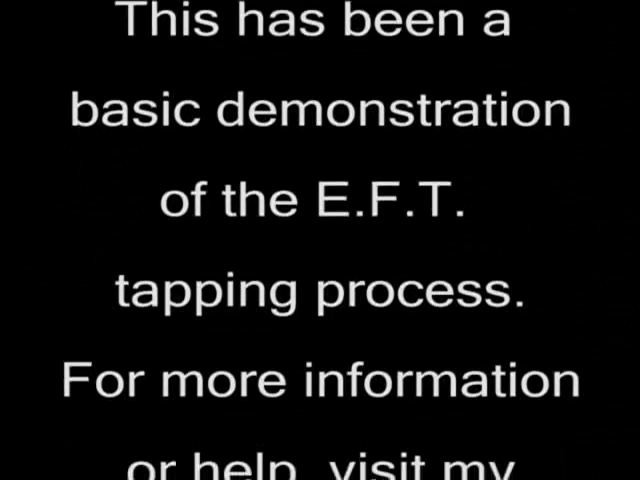 This has been a
basic demonstration
of the E.F.T.
tapping process.
For more information
or help, visit my